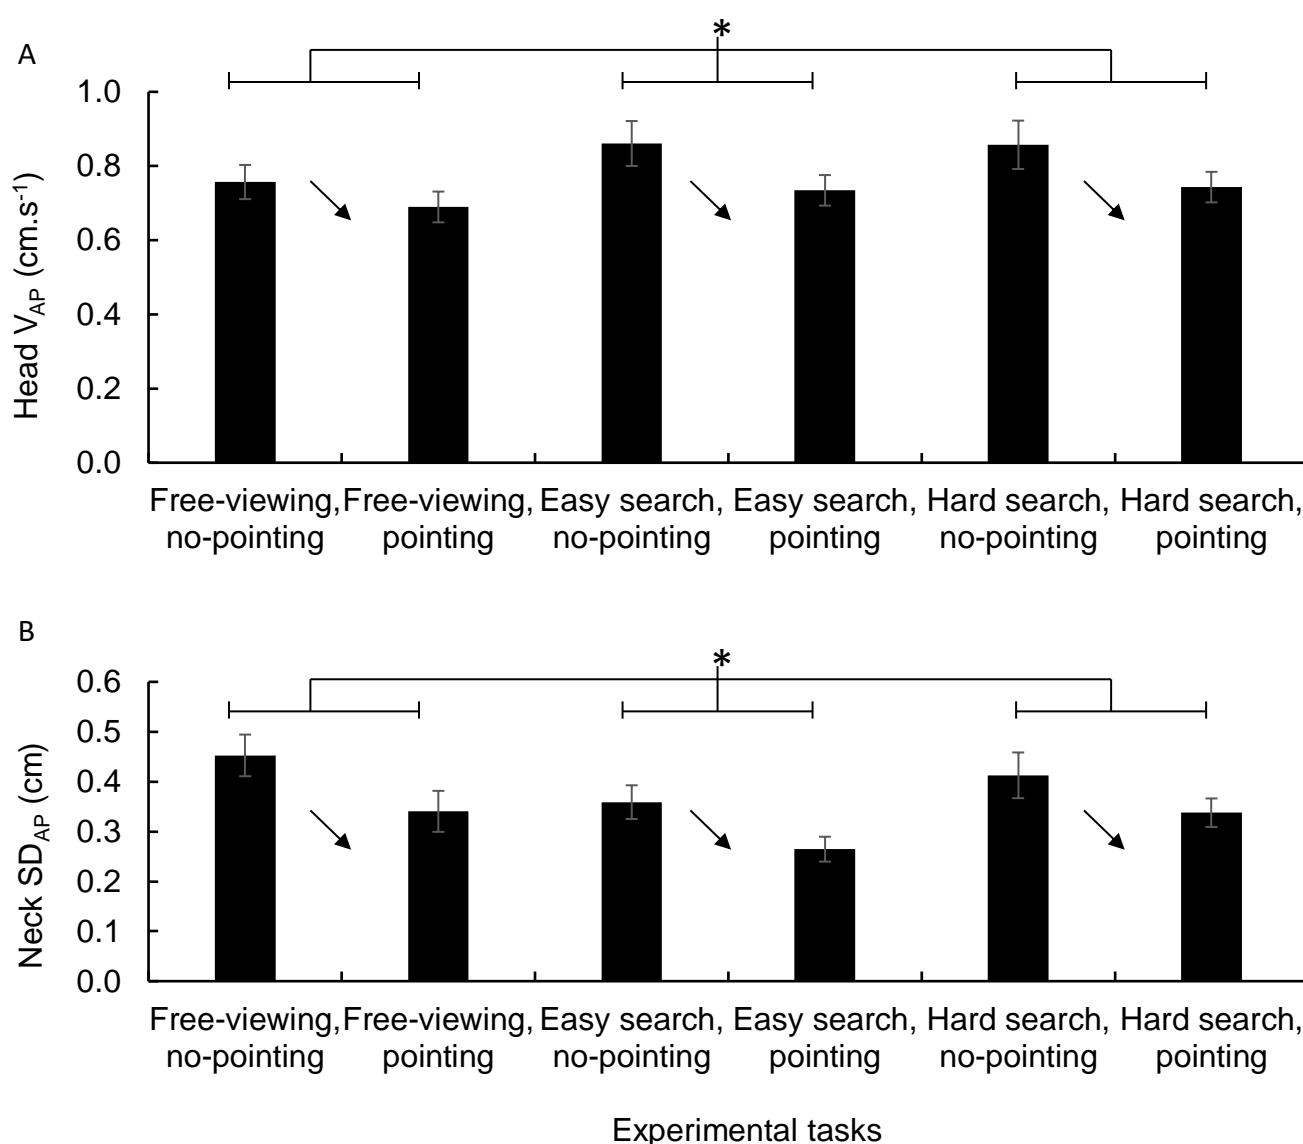 A
*
1.0
0.8
0.6
0.4
0.2
0.0
Head V_AP (cm.s⁻¹)
Free-viewing, no-pointing
Free-viewing, pointing
Easy search, no-pointing
Easy search, pointing
Hard search, no-pointing
Hard search, pointing
B
*
0.6
0.5
0.4
0.3
0.2
0.1
0.0
Neck SD_AP (cm)
Free-viewing, no-pointing
Free-viewing, pointing
Easy search, no-pointing
Easy search, pointing
Hard search, no-pointing
Hard search, pointing
Experimental tasks